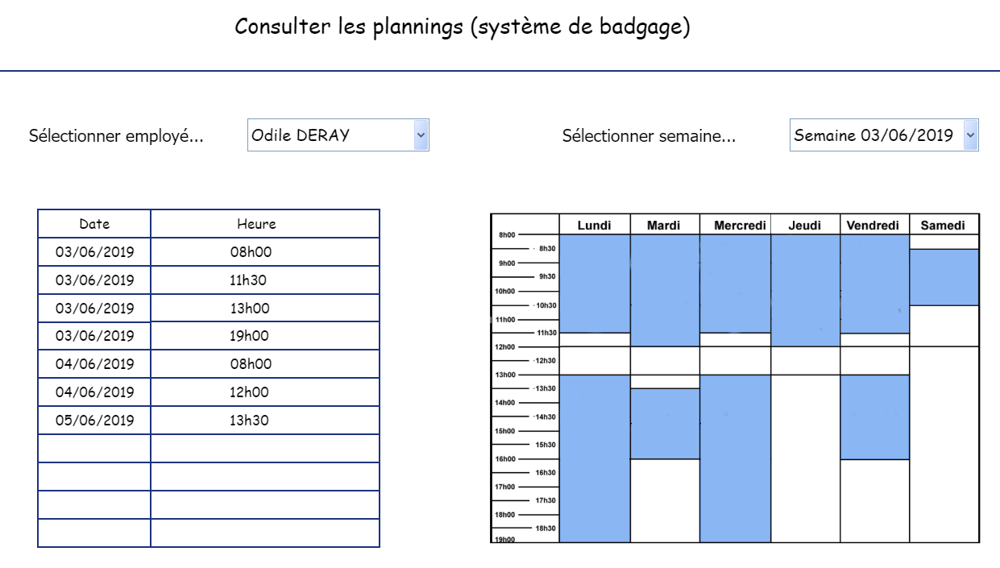 Consulter les plannings (système de badgage)
Sélectionner employé... Odile DERAY Sélectionner semaine... Semaine 03/06/2019
Date Heure
03/06/2019 08h00
03/06/2019 11h30
03/06/2019 13h00
03/06/2019 19h00
04/06/2019 08h00
04/06/2019 12h00
05/06/2019 13h30
Lundi Mardi Mercredi Jeudi Vendredi Samedi
8h00
8h30
9h00
9h30
10h00
10h30
11h00
11h30
12h00
12h30
13h00
13h30
14h00
14h30
15h00
15h30
16h00
16h30
17h00
17h30
18h00
18h30
19h00